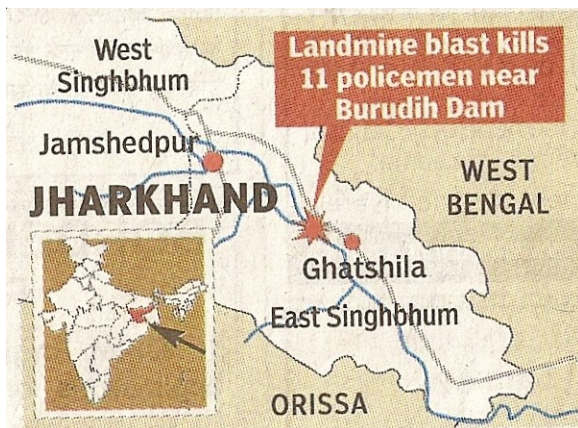 West
Singhbhum
Landmine blast kills
11 policemen near
Burudih Dam
Jamshedpur
JHARKHAND
WEST
BENGAL
Ghatshila
East Singhbhum
ORISSA